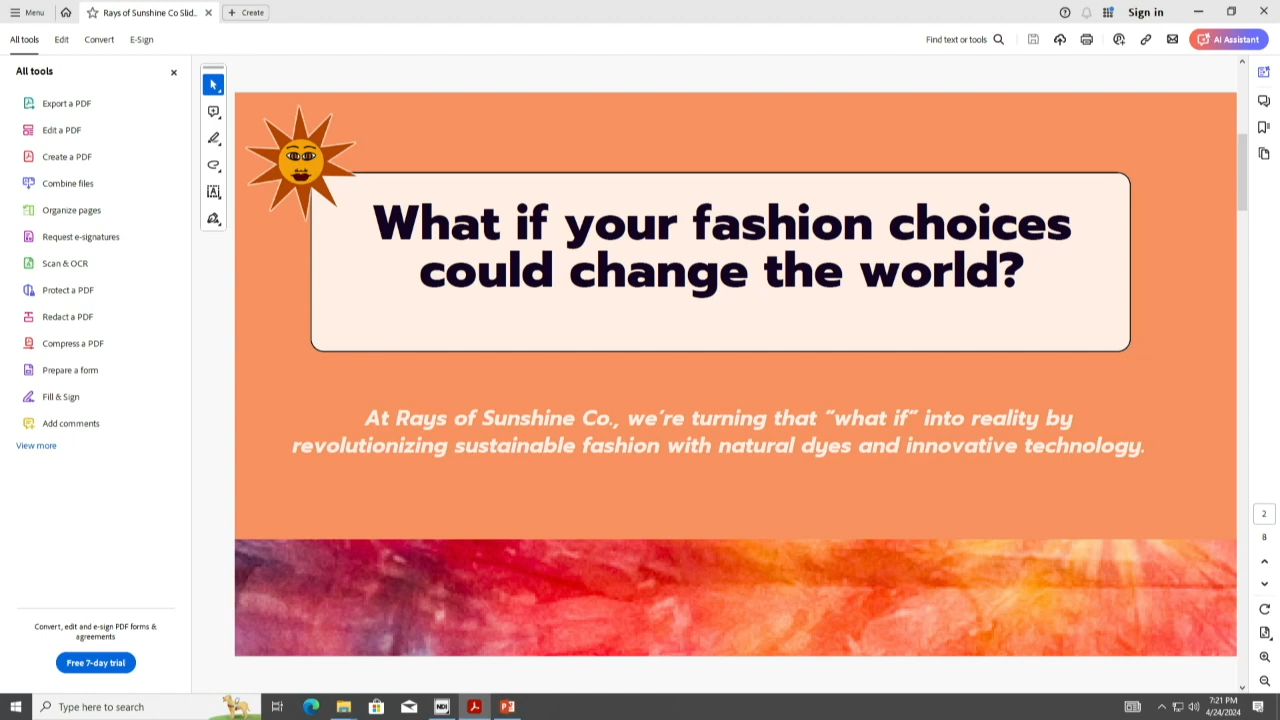 Menu
Rays of Sunshine Co Slid...
Create
Sign in
All tools
Edit
Convert
E-Sign
Find text or tools
AI Assistant
All tools
Export a PDF
Edit a PDF
Create a PDF
Combine files
Organize pages
Request e-signatures
Scan & OCR
Protect a PDF
Redact a PDF
Compress a PDF
Prepare a form
Fill & Sign
Add comments
View more
Convert, edit and e-sign PDF forms &
agreements
Free 7-day trial
What if your fashion choices
could change the world?
At Rays of Sunshine Co., we're turning that "what if" into reality by
revolutionizing sustainable fashion with natural dyes and innovative technology.
2
8
Type here to search
NDI
7:21 PM
4/24/2024